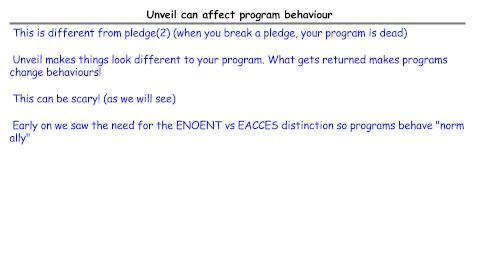 Unveil can affect program behaviour
This is different from pledge(2) (when you break a pledge, your program is dead)
Unveil makes things look different to your program. What gets returned makes programs
change behaviours!
This can be scary! (as we will see)
Early on we saw the need for the ENOENT vs EACCES distinction so programs behave "norm
ally"